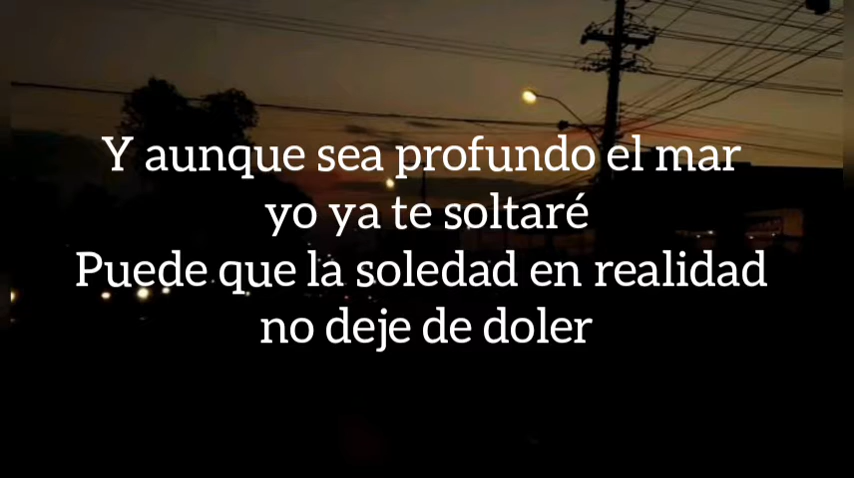 Y aunque sea profundo el mar
yo ya te soltaré
Puede que la soledad en realidad
no deje de doler